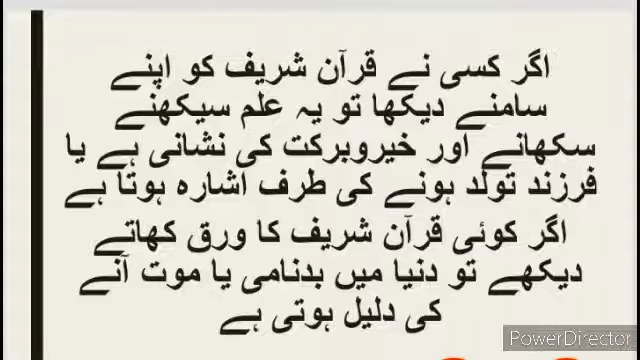 اگر کسی نے قرآن شریف کو اپنے
سامنے دیکھا تو یہ علم سیکھنے
سکھانے اور خیروبرکت کی نشانی ہے یا
فرزند تولد ہونے کی طرف اشارہ ہوتا ہے
اگر کوئی قرآن شریف کا ورق کھاتے
دیکھے تو دنیا میں بدنامی یا موت آنے
کی دلیل ہوتی ہے
PowerDirector